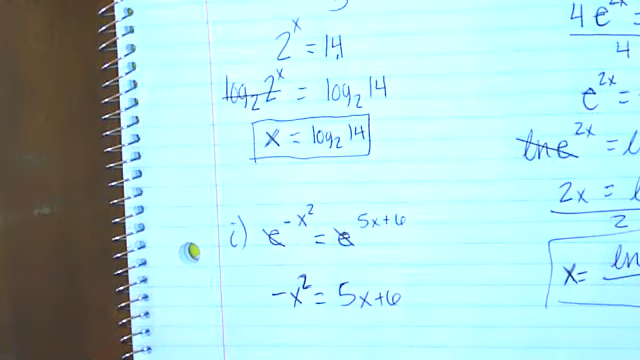 2^x = 14
log₂ 2^x = log₂ 14
x = log₂ 14
i) e^-x² = e^5x+6
-x² = 5x+6
4e^2x =
4
e^2x =
ln e^2x =
2x =
2
x = ln